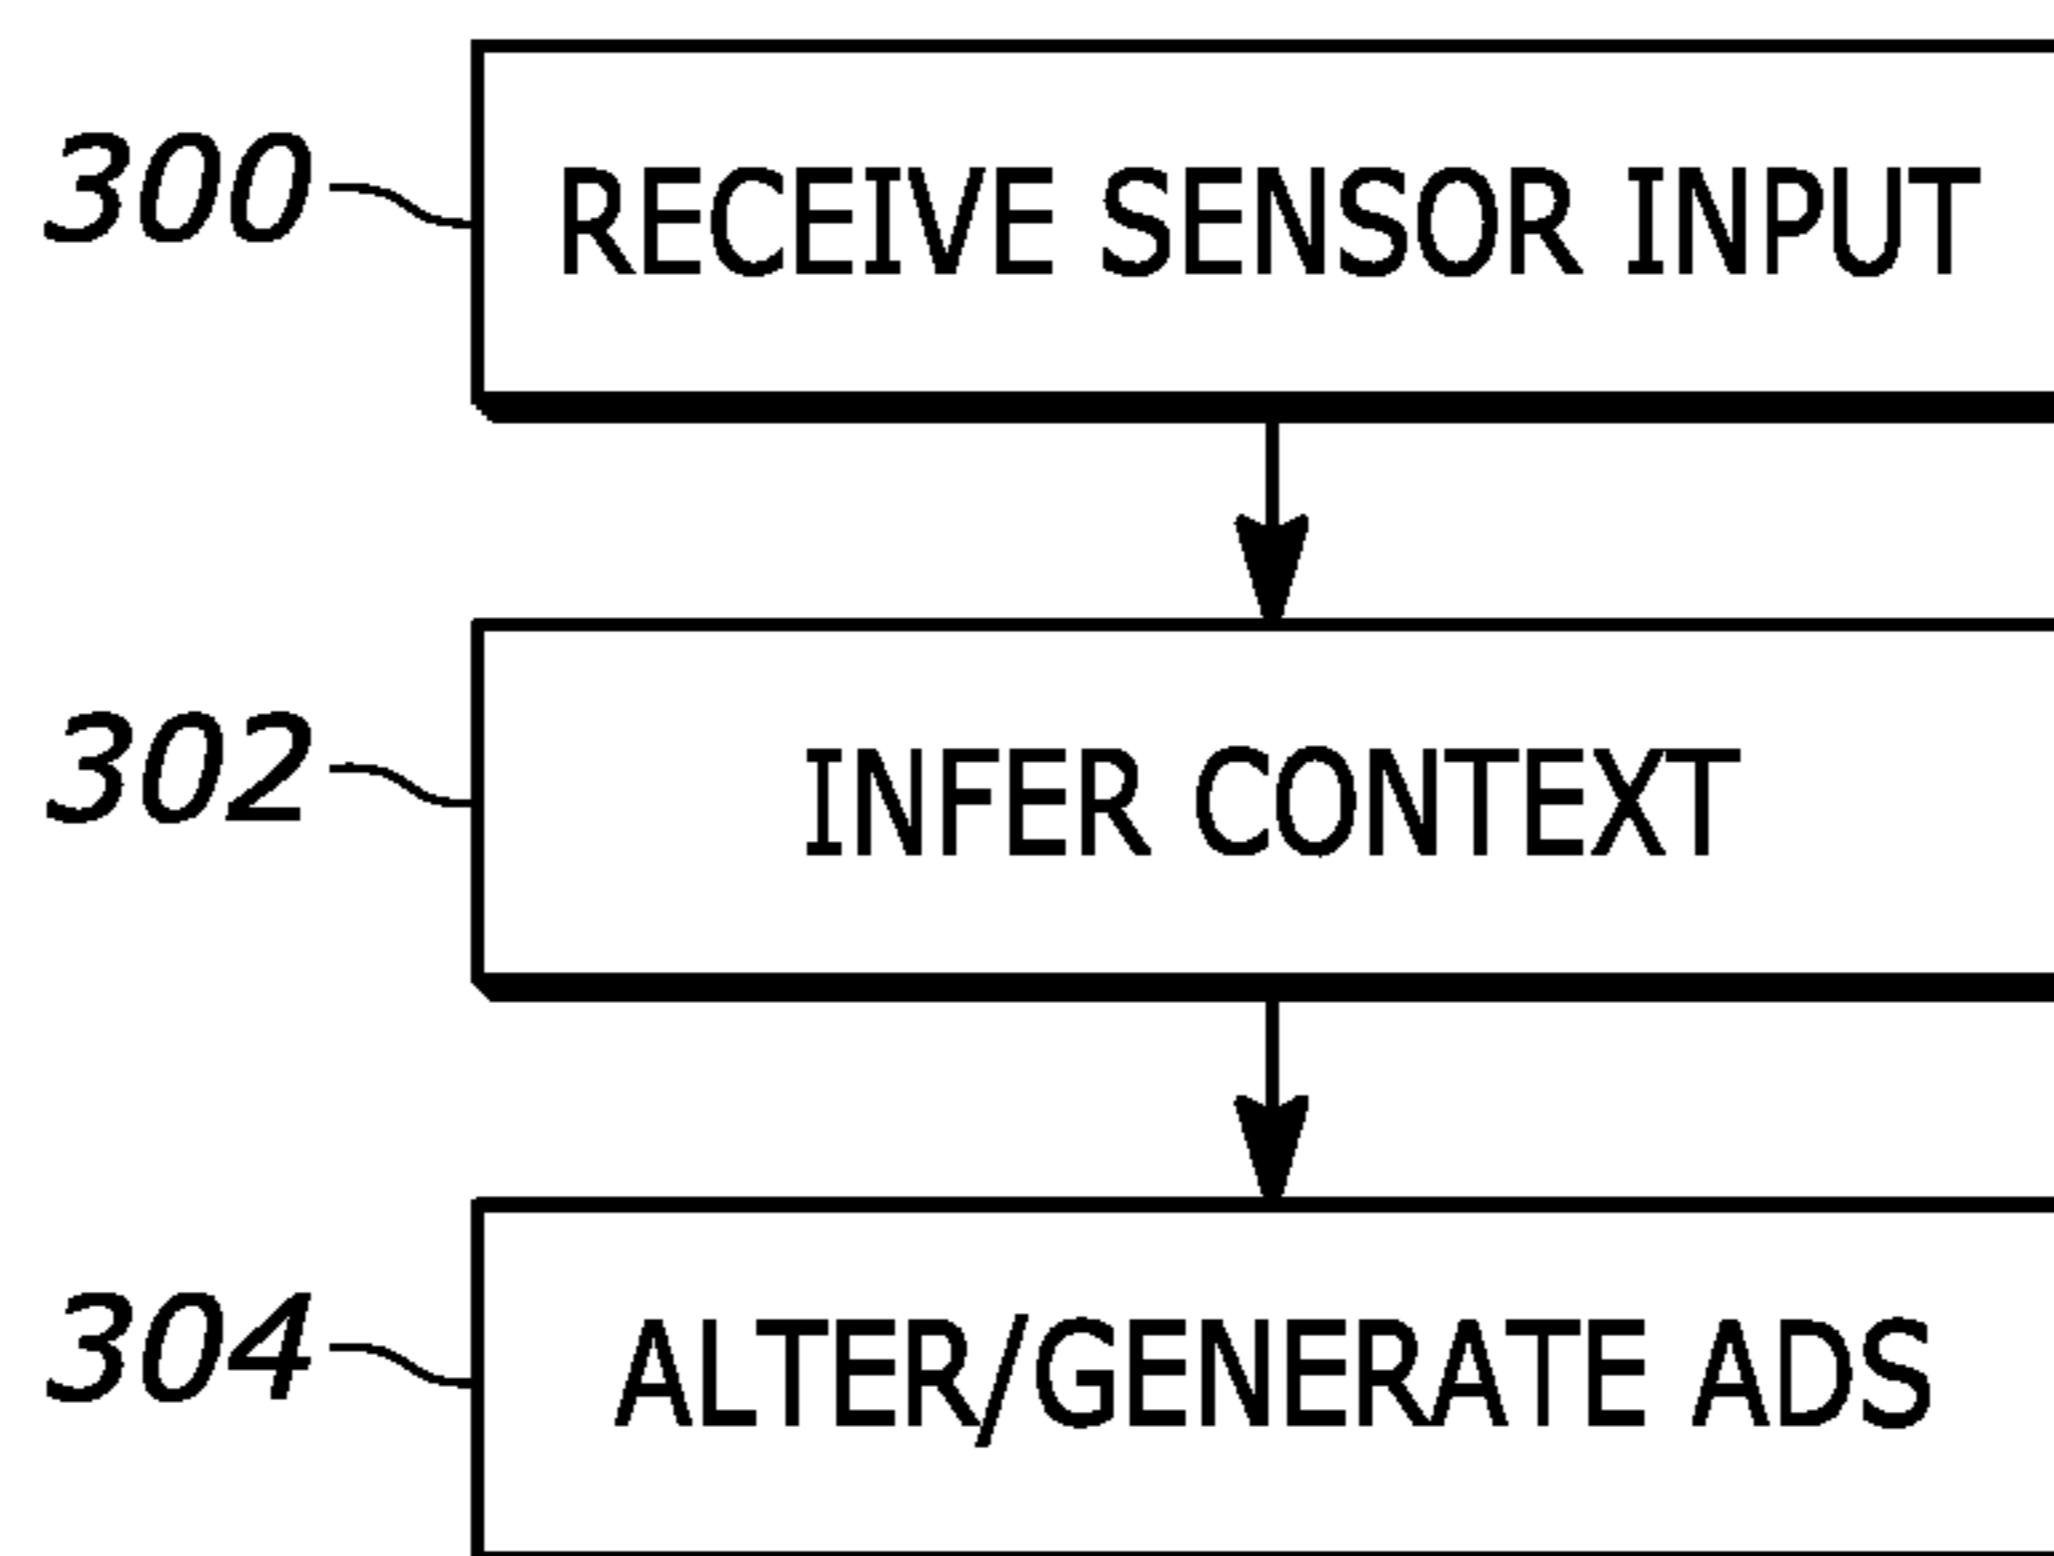 300 RECEIVE SENSOR INPUT
302 INFER CONTEXT
304 ALTER/GENERATE ADS